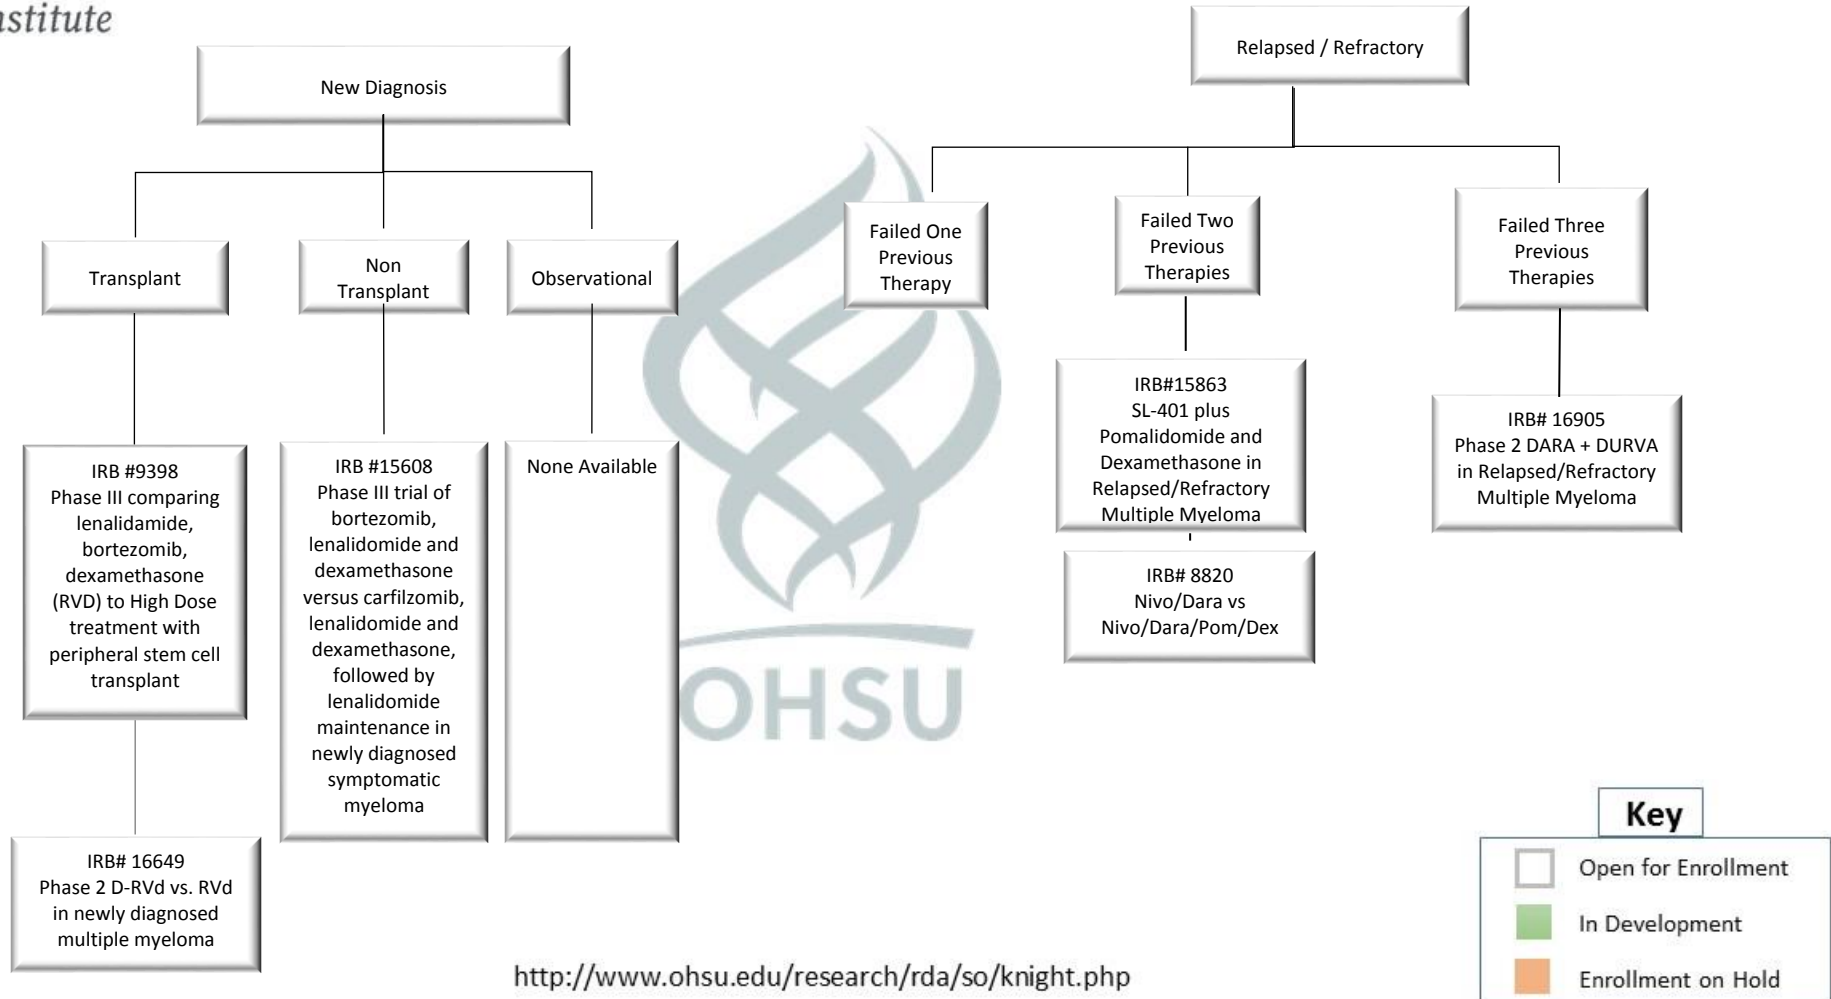 New Diagnosis
Transplant
IRB #9398
Phase III comparing
lenalidamide,
bortezomib,
dexamethasone
(RVD) to High Dose
treatment with
peripheral stem cell
transplant
IRB# 16649
Phase 2 D-RVd vs. RVd
in newly diagnosed
multiple myeloma
Non
Transplant
IRB #15608
Phase III trial of
bortezomib,
lenalidomide and
dexamethasone
versus carfilzomib,
lenalidomide and
dexamethasone,
followed by
lenalidomide
maintenance in
newly diagnosed
symptomatic
myeloma
Observational
None Available
Relapsed / Refractory
Failed One
Previous
Therapy
Failed Two
Previous
Therapies
IRB#15863
SL-401 plus
Pomalidomide and
Dexamethasone in
Relapsed/Refractory
Multiple Myeloma
IRB# 8820
Nivo/Dara vs
Nivo/Dara/Pom/Dex
Failed Three
Previous
Therapies
IRB# 16905
Phase 2 DARA + DURVA
in Relapsed/Refractory
Multiple Myeloma
OHSU
Key
Open for Enrollment
In Development
Enrollment on Hold
http://www.ohsu.edu/research/rda/so/knight.php